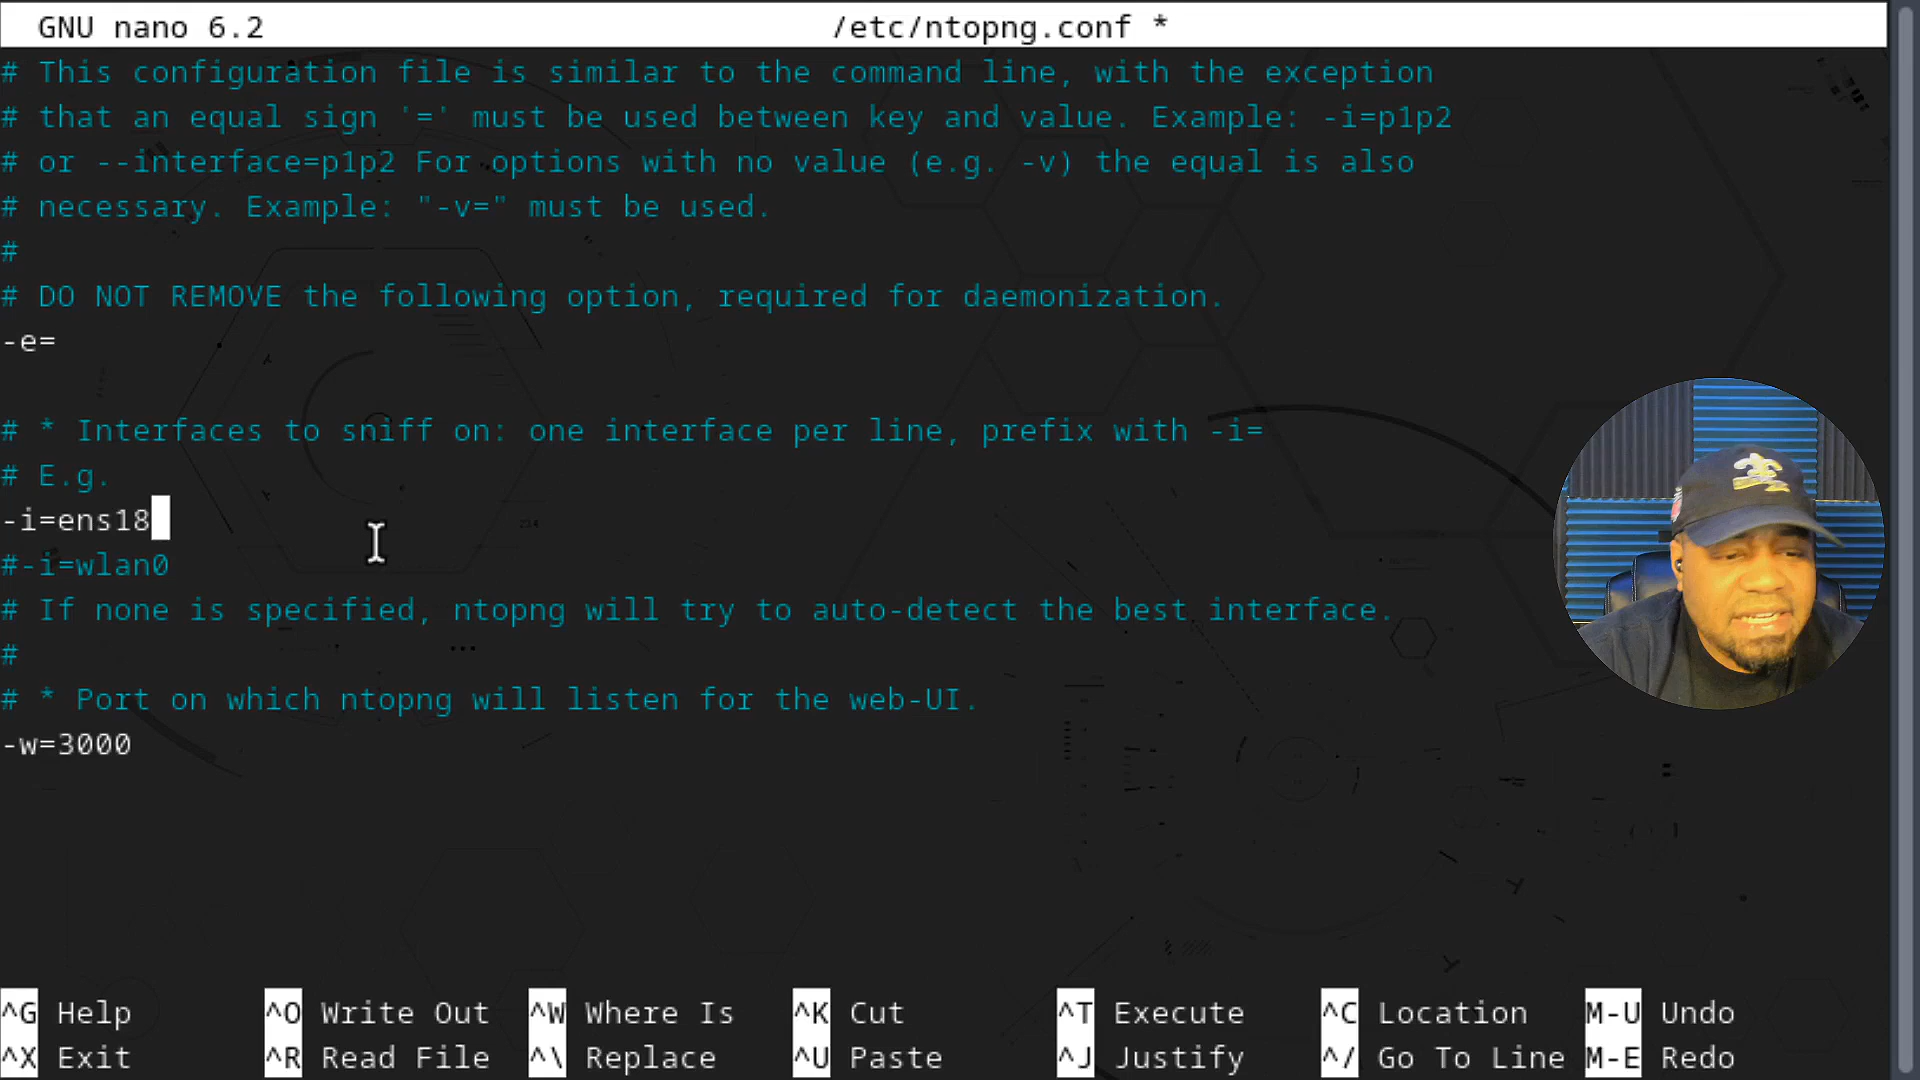 GNU nano 6.2 /etc/ntopng.conf *
# This configuration file is similar to the command line, with the exception
# that an equal sign '=' must be used between key and value. Example: -i=p1p2
# or --interface=p1p2 For options with no value (e.g. -v) the equal is also
# necessary. Example: "-v=" must be used.
#
# DO NOT REMOVE the following option, required for daemonization.
-e=
# * Interfaces to sniff on: one interface per line, prefix with -i=
# E.g.
-i=ens18
#-i=wlan0
# If none is specified, ntopng will try to auto-detect the best interface.
#
# * Port on which ntopng will listen for the web-UI.
-w=3000
^G Help ^O Write Out ^W Where Is ^K Cut ^T Execute ^C Location M-U Undo
^X Exit ^R Read File ^\ Replace ^U Paste ^J Justify ^/ Go To Line M-E Redo